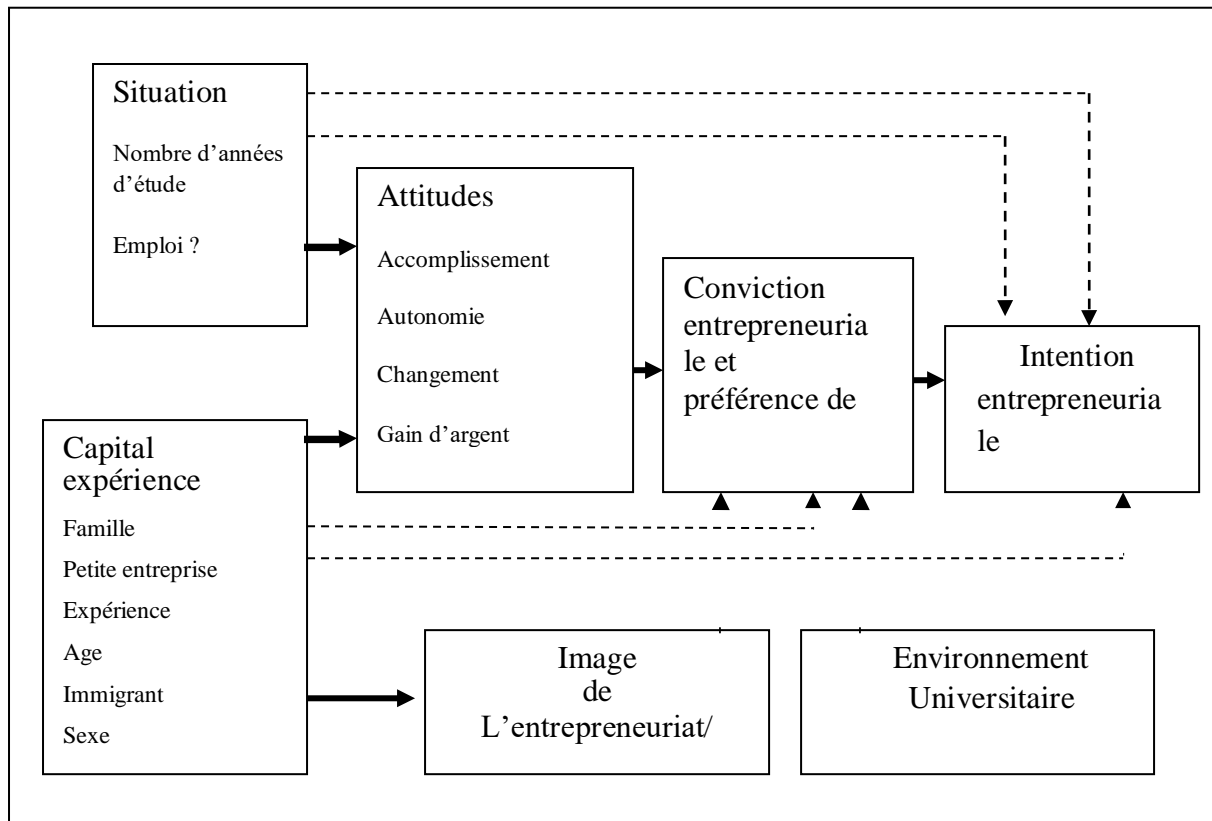 Situation
Nombre d’années
d’étude
Emploi ?
Attitudes
Accomplissement
Autonomie
Changement
Gain d’argent
Conviction
entrepreneuria
le et
préférence de
Intention
entrepreneuria
le
Capital
expérience
Famille
Petite entreprise
Expérience
Age
Immigrant
Sexe
Image
de
L’entrepreneuriat/
Environnement
Universitaire